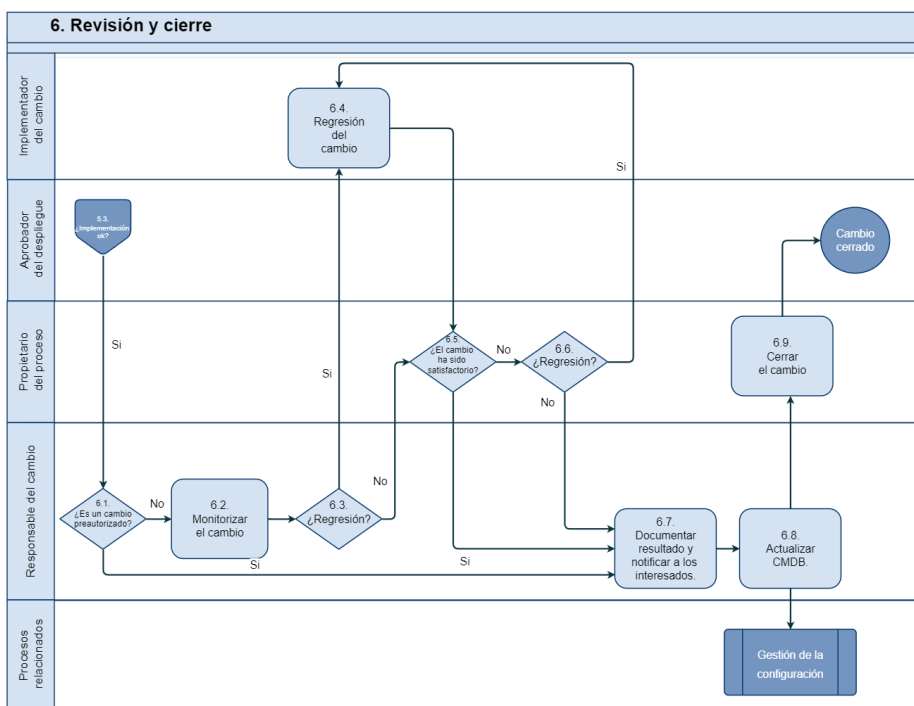 6. Revisión y cierre
Implementador
del cambio
6.4.
Regresión
del
cambio
Si
Aprobador
del despliegue
5.3.
¿Implementación
ok?
Cambio
cerrado
Si
Propietario
del proceso
Si
6.5.
¿El cambio
ha sido
satisfactorio?
No
6.6.
¿Regresión?
No
6.9.
Cerrar
el cambio
Responsable del cambio
6.1.
¿Es un cambio
preautorizado?
No
6.2.
Monitorizar
el cambio
6.3.
¿Regresión?
No
Si
Si
6.7.
Documentar
resultado y
notificar a los
interesados.
6.8.
Actualizar
CMDB.
Procesos
relacionados
Gestión de la
configuración